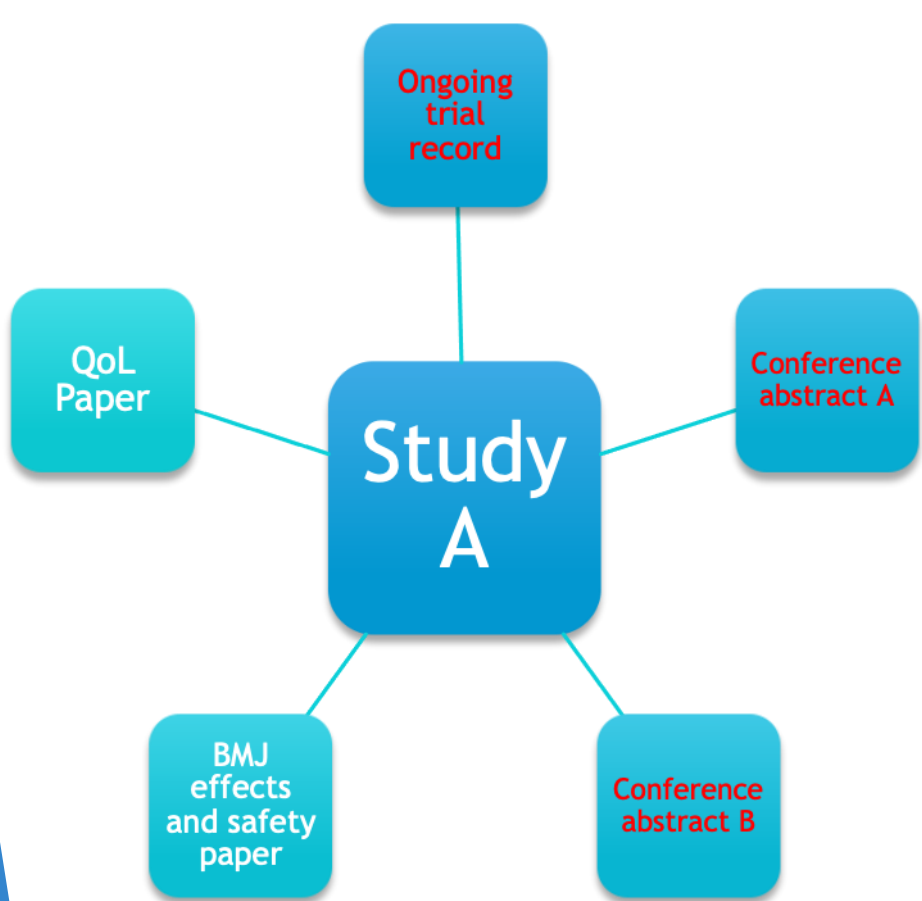 Ongoing
trial
record
QoL
Paper
Conference
abstract A
Study
A
BMJ
effects
and safety
paper
Conference
abstract B